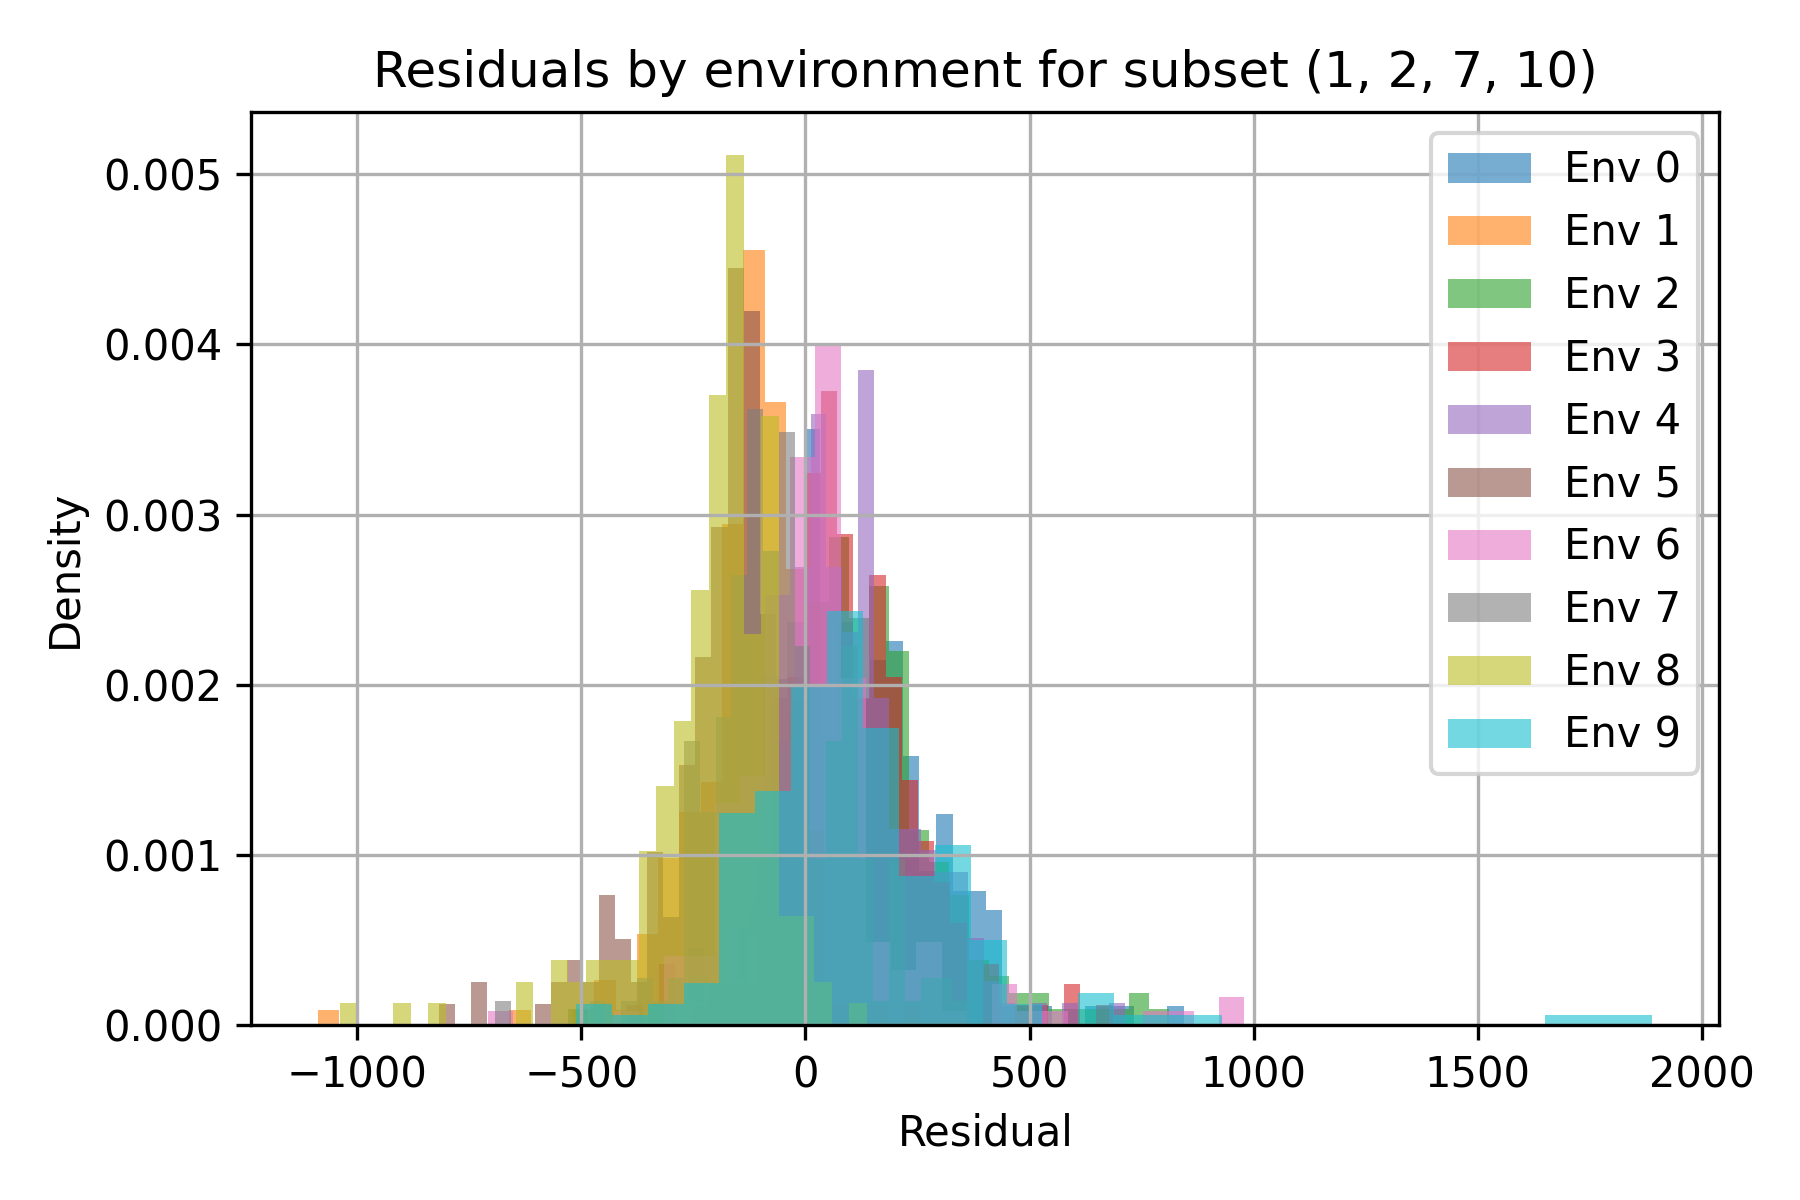 Residuals by environment for subset (1, 2, 7, 10)
Density
0.005
0.004
0.003
0.002
0.001
0.000
−1000
−500
0
500
1000
1500
2000
Residual
Env 0
Env 1
Env 2
Env 3
Env 4
Env 5
Env 6
Env 7
Env 8
Env 9